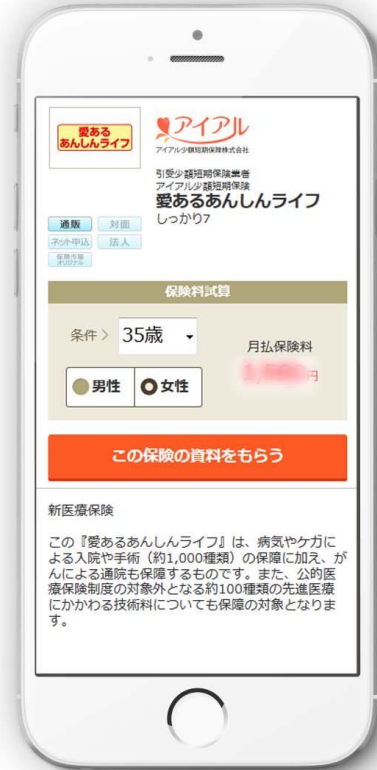 愛ある
あんしんライフ
アイアル
アイアル少額短期保険株式会社
引受少額短期保険業者
アイアル少額短期保険
愛あるあんしんライフ
しっかり7
通販 対面
ネット申込 法人
保険市場
オリジナル
保険料試算
条件 > 35歳
月払保険料
円
男性 女性
この保険の資料をもらう
新医療保険
この『愛あるあんしんライフ』は、病気やケガに
よる入院や手術（約1,000種類）の保障に加え、が
んによる通院も保障するものです。また、公的医
療保険制度の対象外となる約100種類の先進医療
にかかわる技術料についても保障の対象となりま
す。